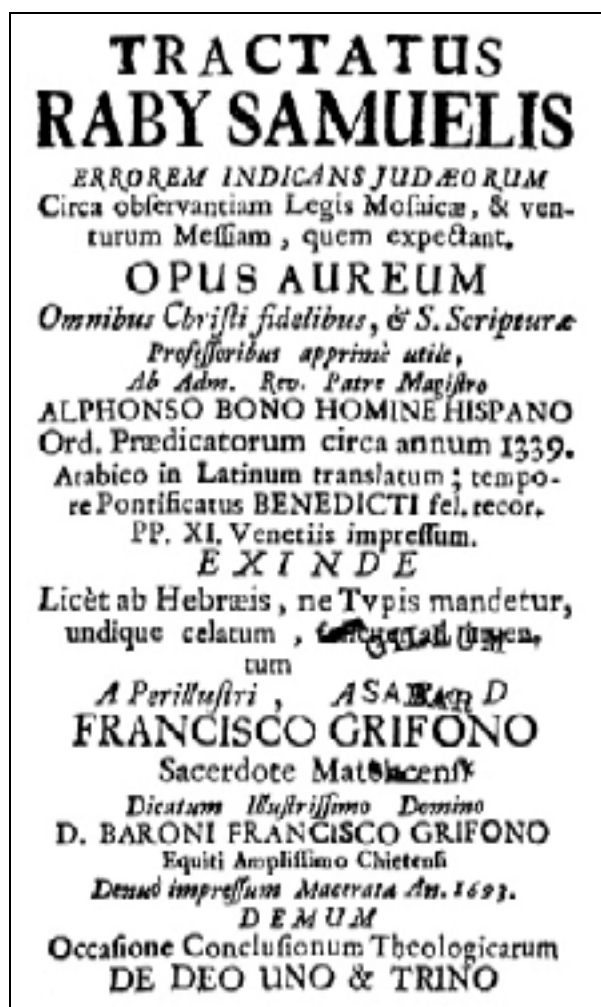 TRACTATUS
RABY SAMUELIS
ERROREM INDICANS JUDÆORUM
Circa obſervantiam Legis Moſaicæ, & ven-
turum Meſſiam, quem expectant.
OPUS AUREUM
Omnibus Chriſti fidelibus, & S. Scripturæ
Profeſſoribus apprimè utile,
Ab Adm. Rev. Patre Magiſtro
ALPHONSO BONO HOMINE HISPANO
Ord. Prædicatorum circa annum 1339.
Arabico in Latinum translatum; tempo-
re Pontificatus BENEDICTI fel. recor.
PP. XI. Venetiis impreſſum.
EXINDE
Licèt ab Hebræis, ne Typis mandetur,
undique celatum,
tum
A Perilluſtri, A
FRANCISCO GRIFONO
Sacerdote
Dicatum Illuſtriſſimo Domino
D. BARONI FRANCISCO GRIFONO
Equiti Ampliſſimo Chietenſi
Denuò impreſſum Macerata An. 1693.
DEMUM
Occaſione Concluſionum Theologicarum
DE DEO UNO & TRINO